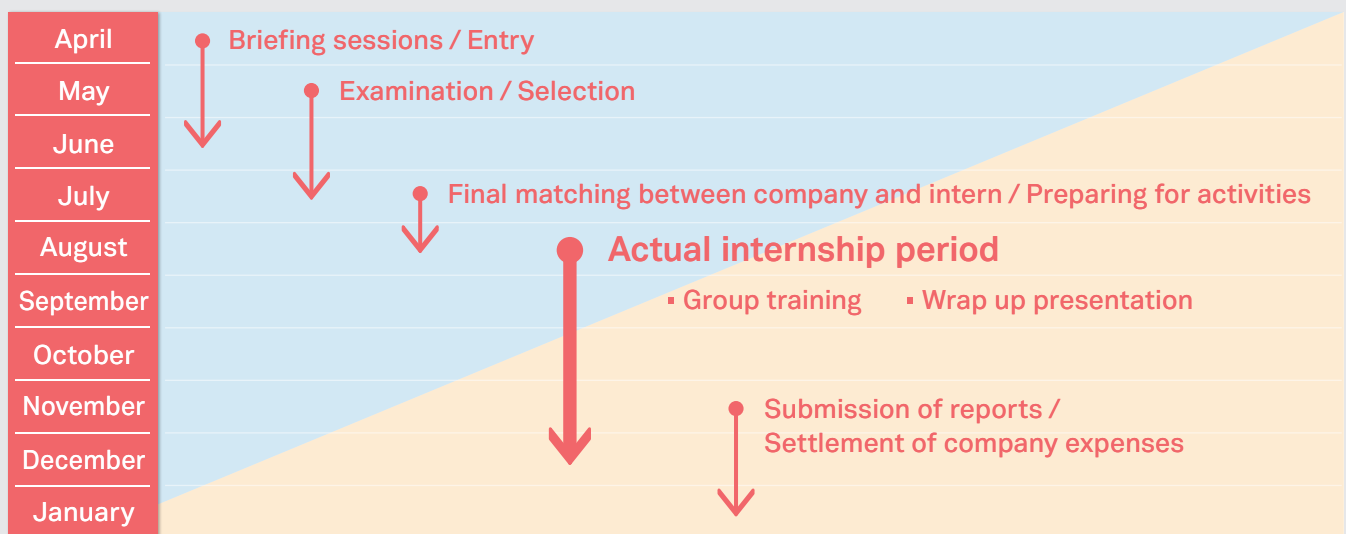 April
Briefing sessions / Entry
May
Examination / Selection
June
July
Final matching between company and intern / Preparing for activities
August
Actual internship period
September
▪ Group training ▪ Wrap up presentation
October
November
Submission of reports /
Settlement of company expenses
December
January